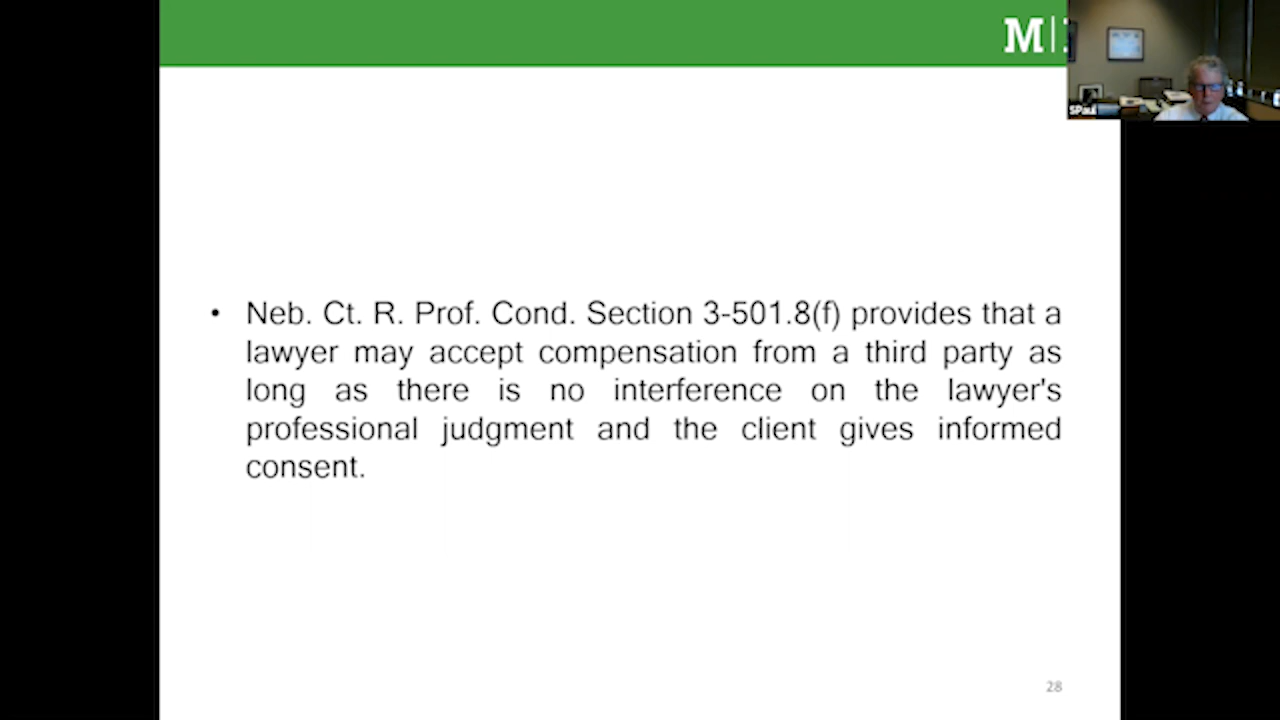 M|
SPaul
• Neb. Ct. R. Prof. Cond. Section 3-501.8(f) provides that a
lawyer may accept compensation from a third party as
long as there is no interference on the lawyer's
professional judgment and the client gives informed
consent.
28